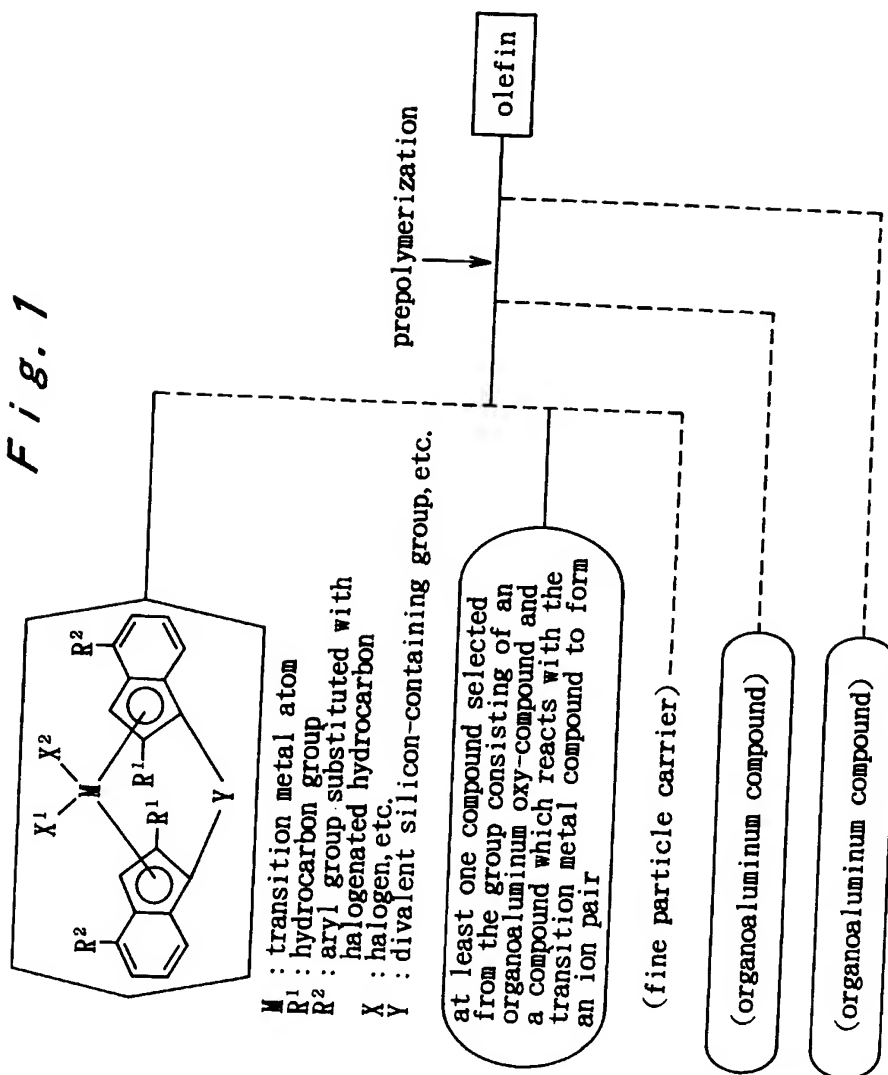 Fig. 1
X¹ X²
M
R² R¹ R¹ R²
Y
M : transition metal atom
R¹ : hydrocarbon group
R² : aryl group substituted with
halogenated hydrocarbon
X : halogen, etc.
Y : divalent silicon-containing group, etc.
at least one compound selected
from the group consisting of an
organoaluminum oxy-compound and
a compound which reacts with the
transition metal compound to form
an ion pair
(fine particle carrier)
(organoaluminum compound)
(organoaluminum compound)
prepolymerization
olefin